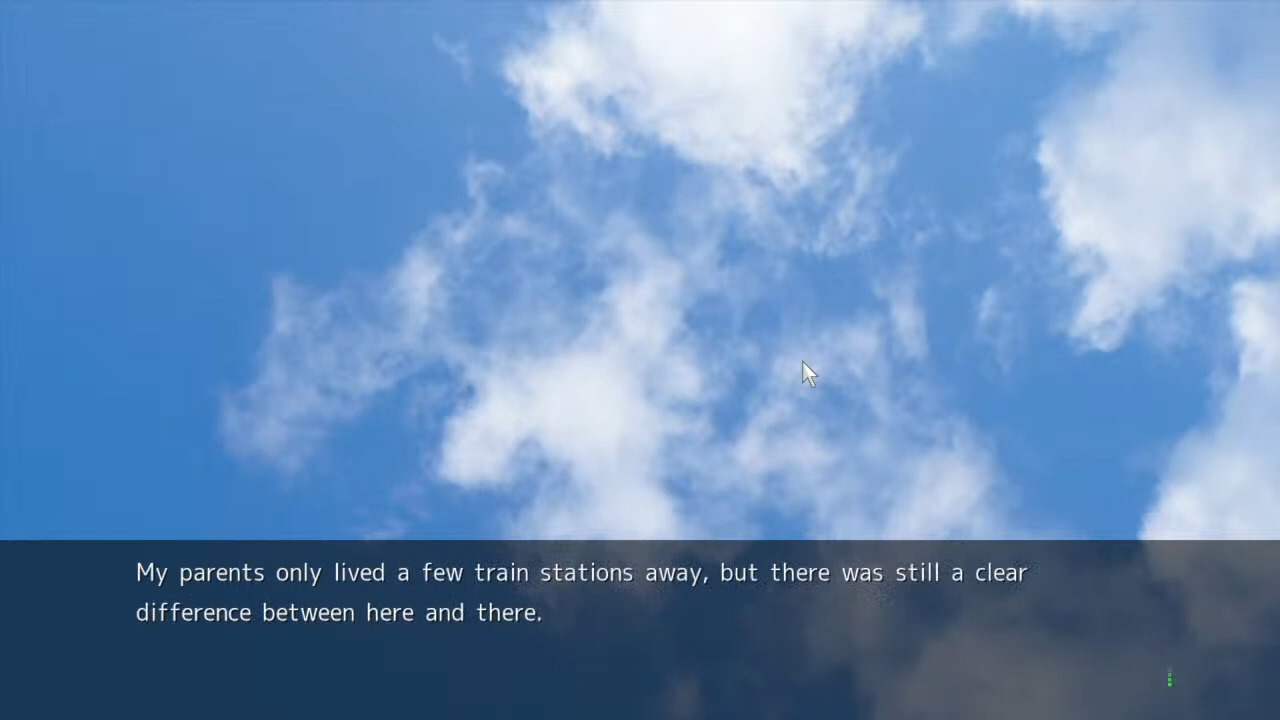 My parents only lived a few train stations away, but there was still a clear
difference between here and there.